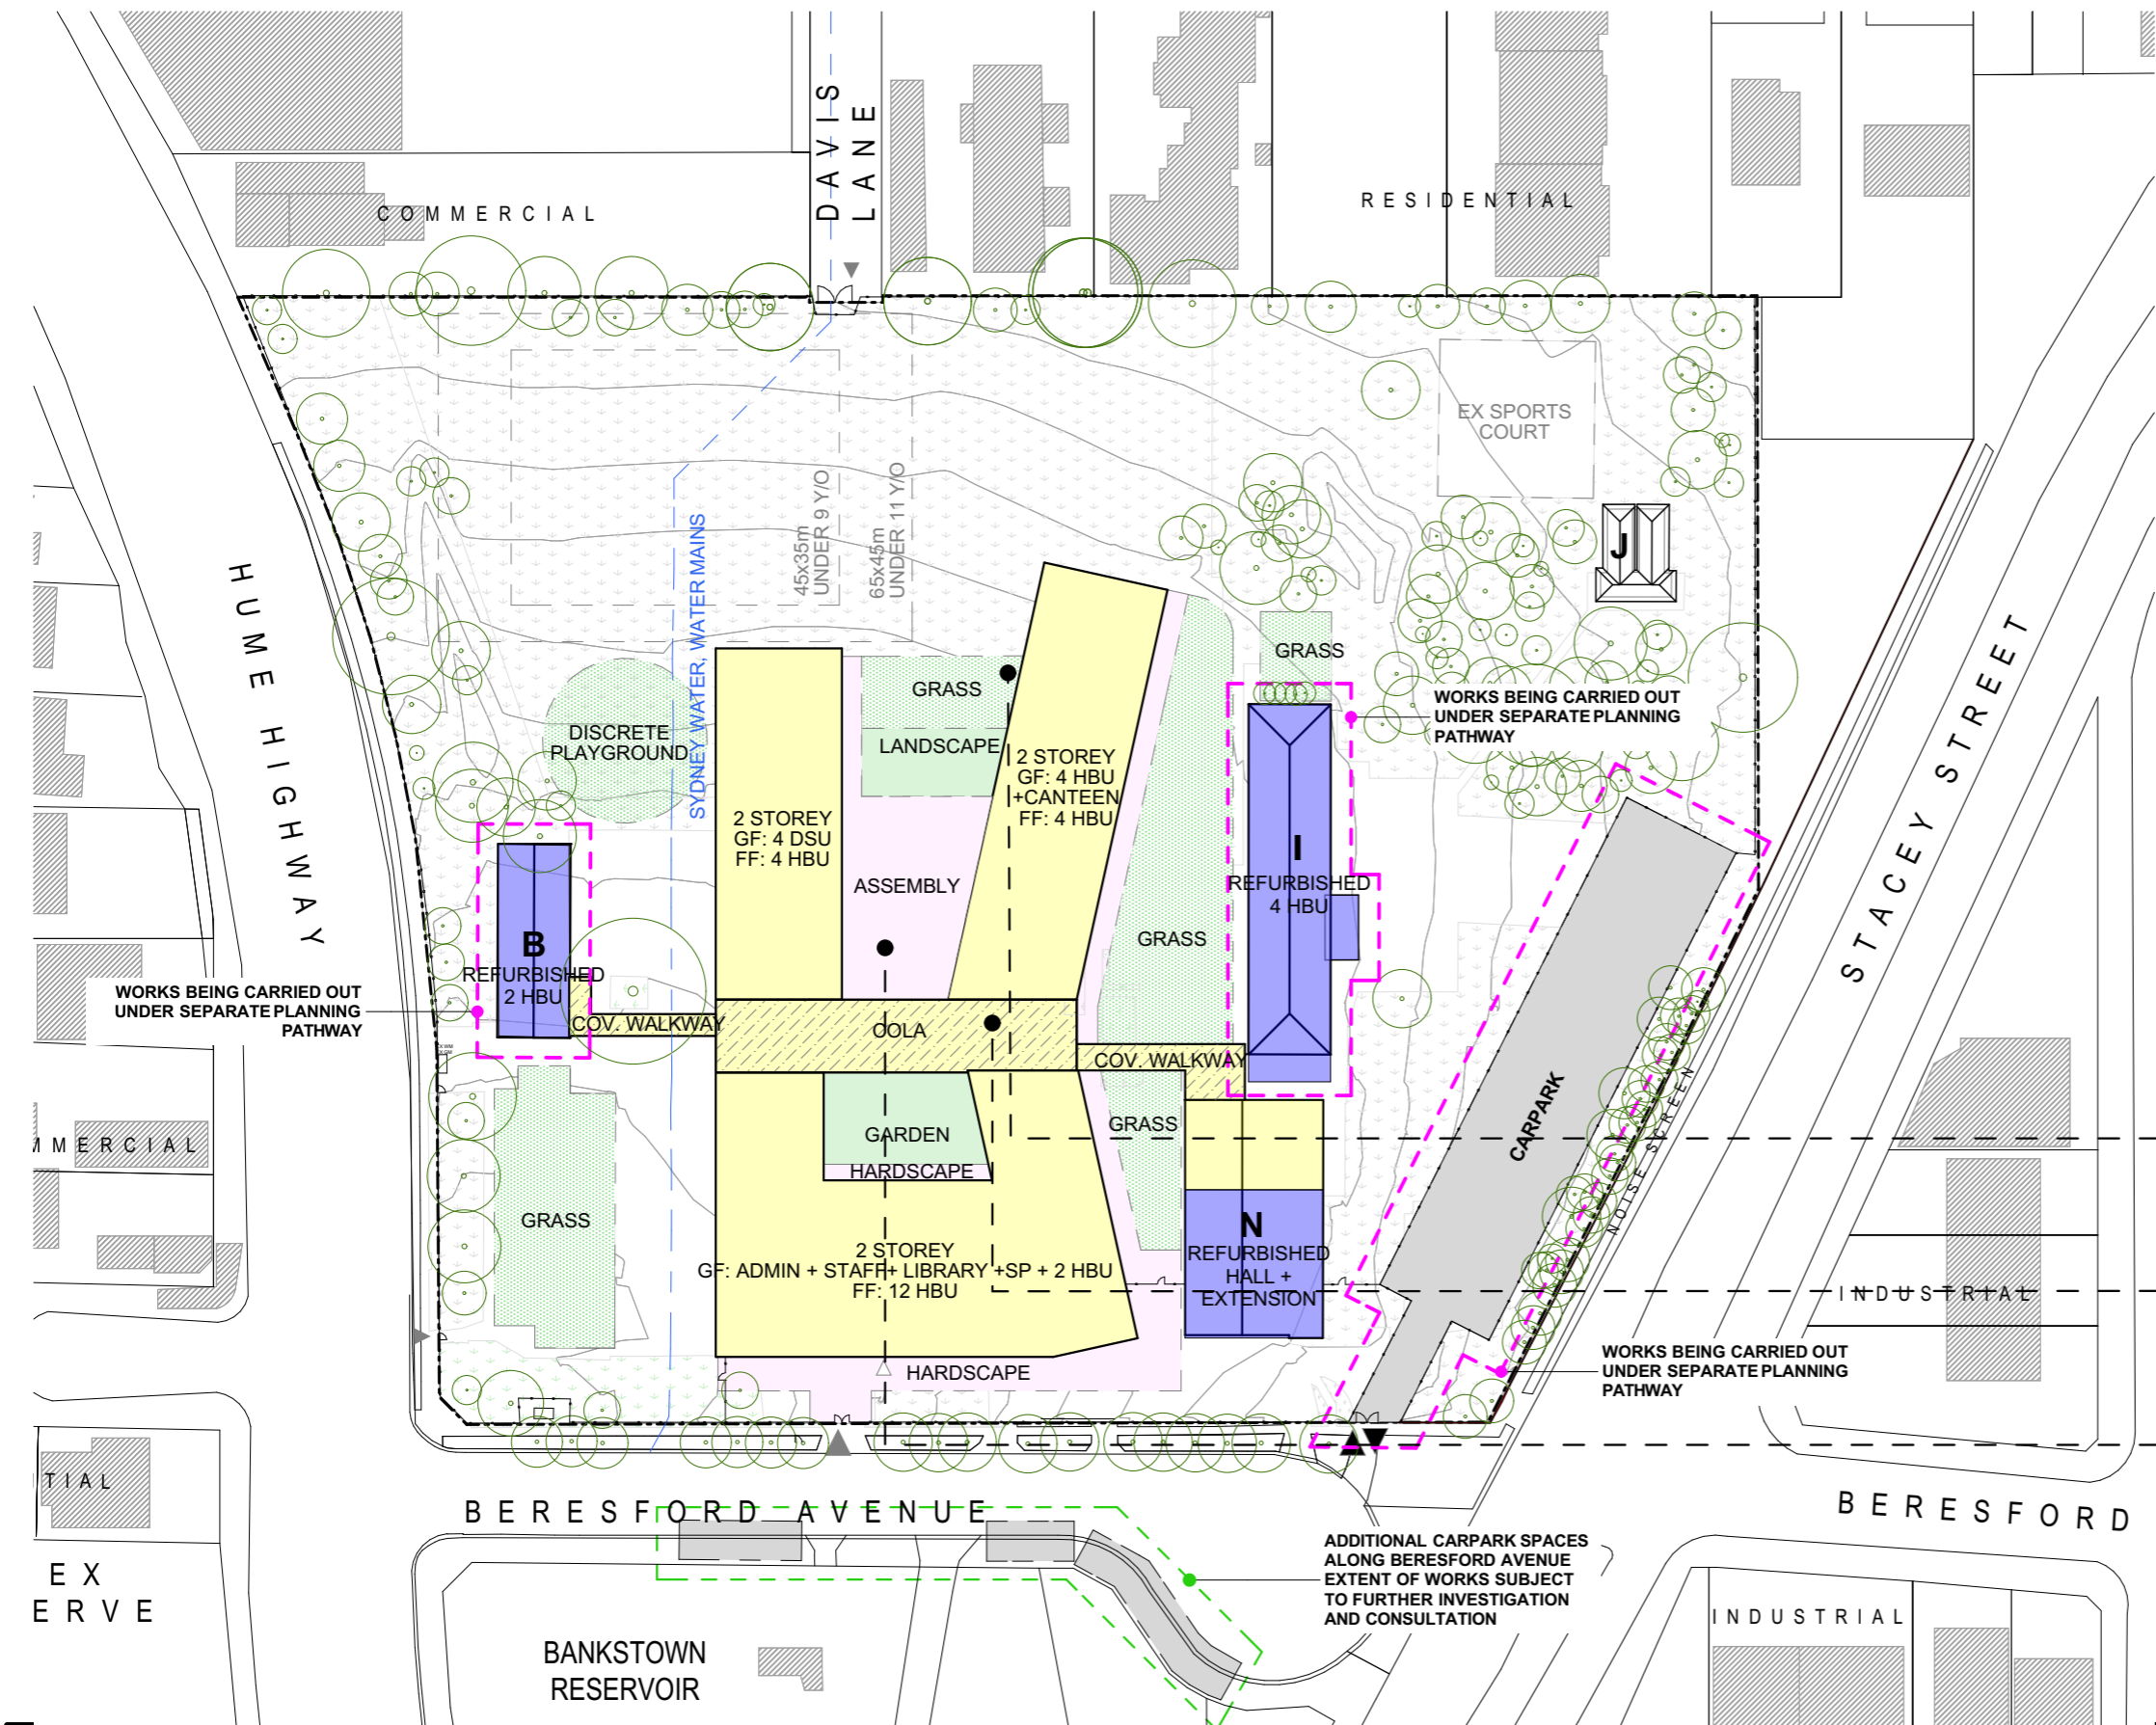 DAVIS
LANE
COMMERCIAL
RESIDENTIAL
EX SPORTS
COURT
45x35m
UNDER 9 Y/O
65x45m
UNDER 11 Y/O
SYDNEY WATER, WATER MAINS
HUME HIGHWAY
STACEY STREET
J
GRASS
GRASS
LANDSCAPE
DISCRETE
PLAYGROUND
WORKS BEING CARRIED OUT
UNDER SEPARATE PLANNING
PATHWAY
2 STOREY
GF: 4 HBU
+CANTEEN
FF: 4 HBU
2 STOREY
GF: 4 DSU
FF: 4 HBU
I
REFURBISHED
4 HBU
ASSEMBLY
GRASS
B
REFURBISHED
2 HBU
WORKS BEING CARRIED OUT
UNDER SEPARATE PLANNING
PATHWAY
COV. WALKWAY
COLA
COV. WALKWAY
CARPARK
NOISE SCREEN
GARDEN
GRASS
HARDSCAPE
MMERCIAL
GRASS
N
REFURBISHED
HALL +
EXTENSION
2 STOREY
GF: ADMIN + STAFF+ LIBRARY +SP + 2 HBU
FF: 12 HBU
INDUSTRIAL
HARDSCAPE
WORKS BEING CARRIED OUT
UNDER SEPARATE PLANNING
PATHWAY
TIAL
BERESFORD AVENUE
BERESFORD
ADDITIONAL CARPARK SPACES
ALONG BERESFORD AVENUE
EXTENT OF WORKS SUBJECT
TO FURTHER INVESTIGATION
AND CONSULTATION
EX
ERVE
INDUSTRIAL
BANKSTOWN
RESERVOIR